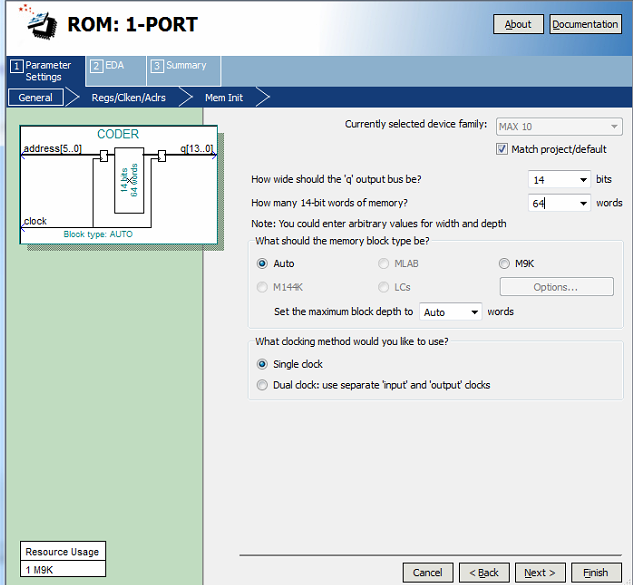 ROM: 1-PORT
About
Documentation
1 Parameter Settings
2 EDA
3 Summary
General
Regs/Clken/Aclrs
Mem Init
CODER
address[5..0]
q[13..0]
14 bits
64 words
clock
Block type: AUTO
Currently selected device family:
MAX 10
Match project/default
How wide should the 'q' output bus be?
14
bits
How many 14-bit words of memory?
64
words
Note: You could enter arbitrary values for width and depth
What should the memory block type be?
Auto
MLAB
M9K
M144K
LCs
Options...
Set the maximum block depth to
Auto
words
What clocking method would you like to use?
Single clock
Dual clock: use separate 'input' and 'output' clocks
Resource Usage
1 M9K
Cancel
< Back
Next >
Finish